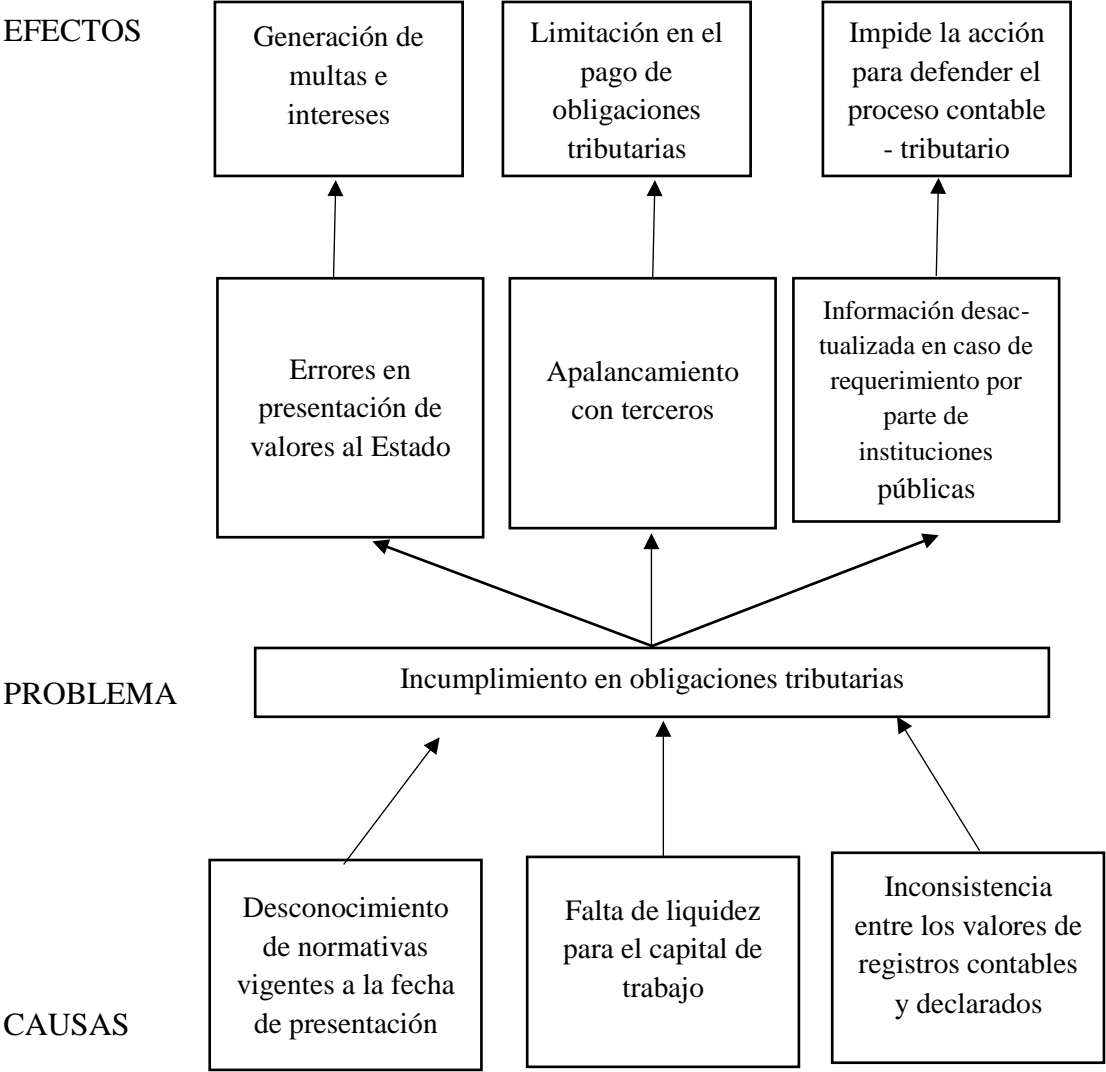 EFECTOS
Generación de
multas e
intereses
Limitación en el
pago de
obligaciones
tributarias
Impide la acción
para defender el
proceso contable
- tributario
Errores en
presentación de
valores al Estado
Apalancamiento
con terceros
Información desac-
tualizada en caso de
requerimiento por
parte de
instituciones
públicas
PROBLEMA
Incumplimiento en obligaciones tributarias
CAUSAS
Desconocimiento
de normativas
vigentes a la fecha
de presentación
Falta de liquidez
para el capital de
trabajo
Inconsistencia
entre los valores de
registros contables
y declarados